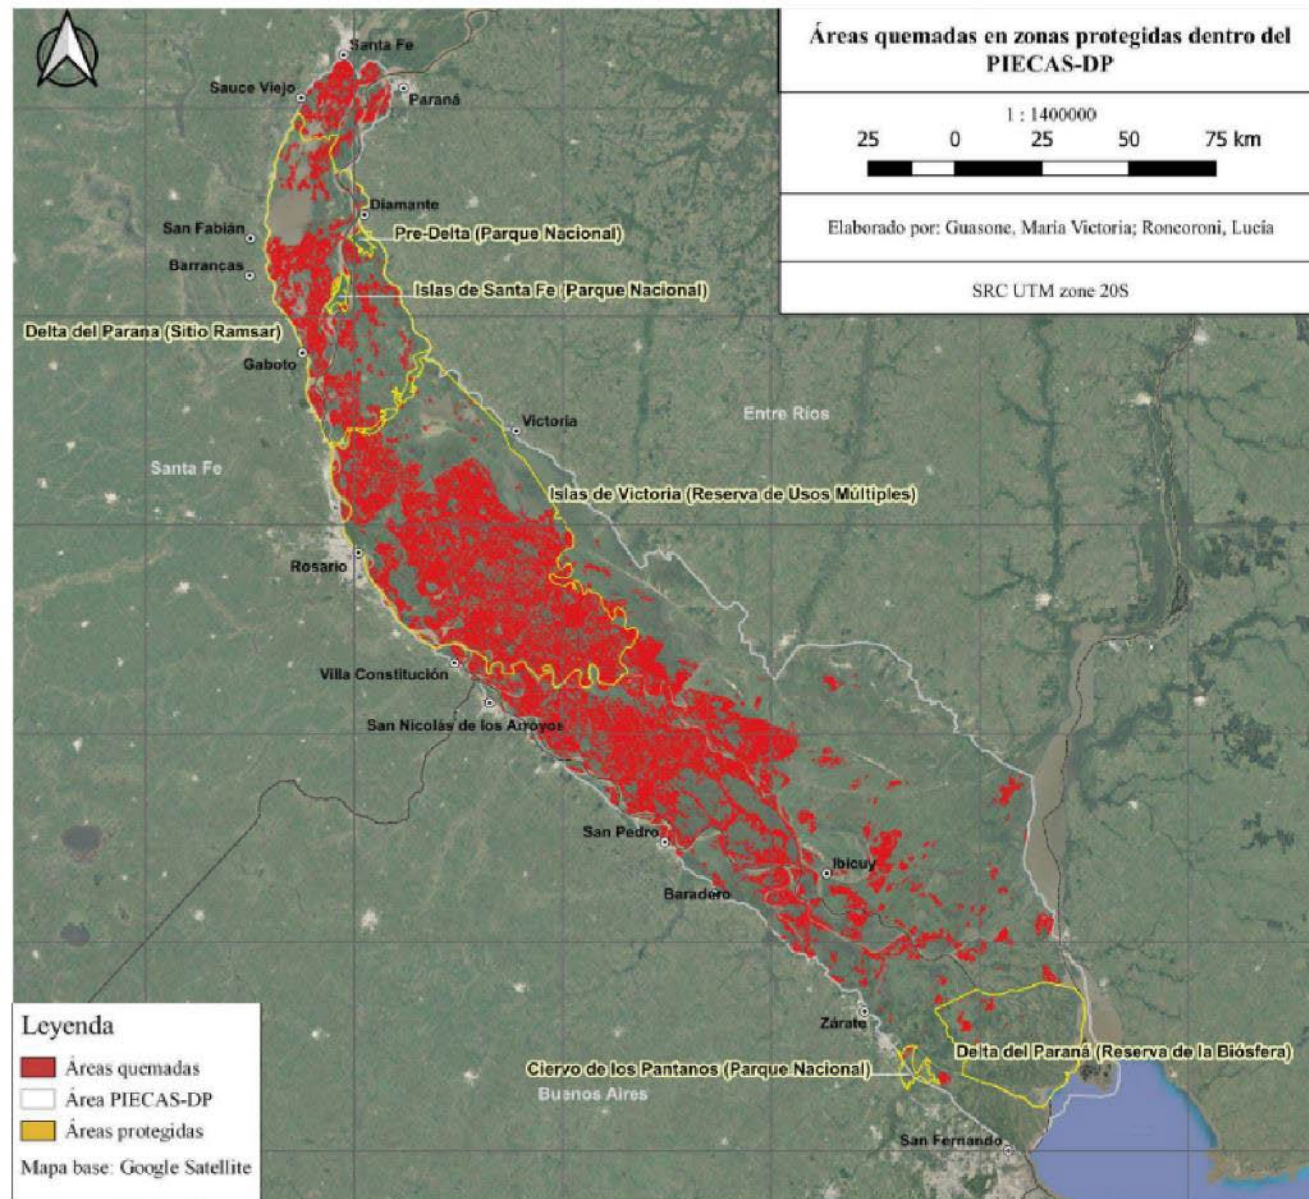 Áreas quemadas en zonas protegidas dentro del
PIECAS-DP
1 : 1400000
25 0 25 50 75 km
Elaborado por: Guasone, María Victoria; Roncoroni, Lucía
SRC UTM zone 20S
Santa Fe
Sauce Viejo
Paraná
Diamante
San Fabián
Pre-Delta (Parque Nacional)
Barrancas
Islas de Santa Fe (Parque Nacional)
Delta del Parana (Sitio Ramsar)
Gaboto
Victoria
Entre Ríos
Santa Fe
Islas de Victoria (Reserva de Usos Múltiples)
Rosario
Villa Constitución
San Nicolás de los Arroyos
San Pedro
Ibicuy
Baradero
Zárate
Delta del Paraná (Reserva de la Biósfera)
Ciervo de los Pantanos (Parque Nacional)
Buenos Aires
San Fernando
Leyenda
Áreas quemadas
Área PIECAS-DP
Áreas protegidas
Mapa base: Google Satellite